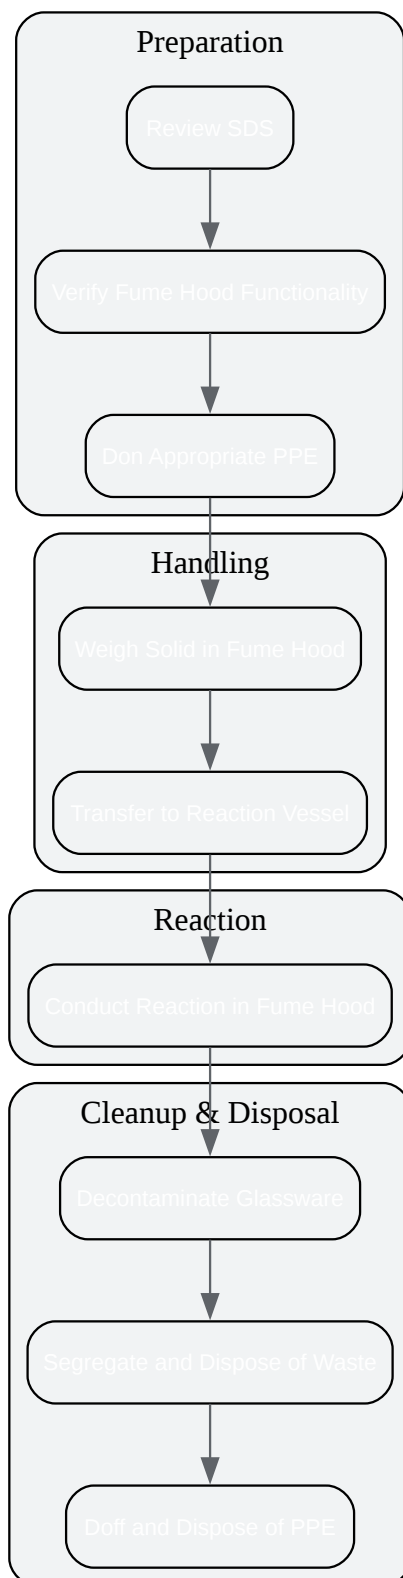 Preparation
Review SDS
Verify Fume Hood Functionality
Don Appropriate PPE
Handling
Weigh Solid in Fume Hood
Transfer to Reaction Vessel
Reaction
Conduct Reaction in Fume Hood
Cleanup & Disposal
Decontaminate Glassware
Segregate and Dispose of Waste
Doff and Dispose of PPE